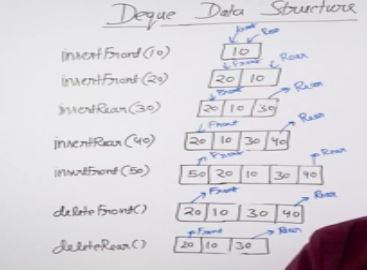 Deque Data Structure
Front Rear
insertFront(10) 10
Front Rear
insertFront(20) 20 10
Front Rear
insertRear(30) 20 10 30
Front Rear
insertRear(40) 20 10 30 40
Front Rear
insertFront(50) 50 20 10 30 40
Front Rear
deleteFront() 20 10 30 40
Front Rear
deleteRear() 20 10 30